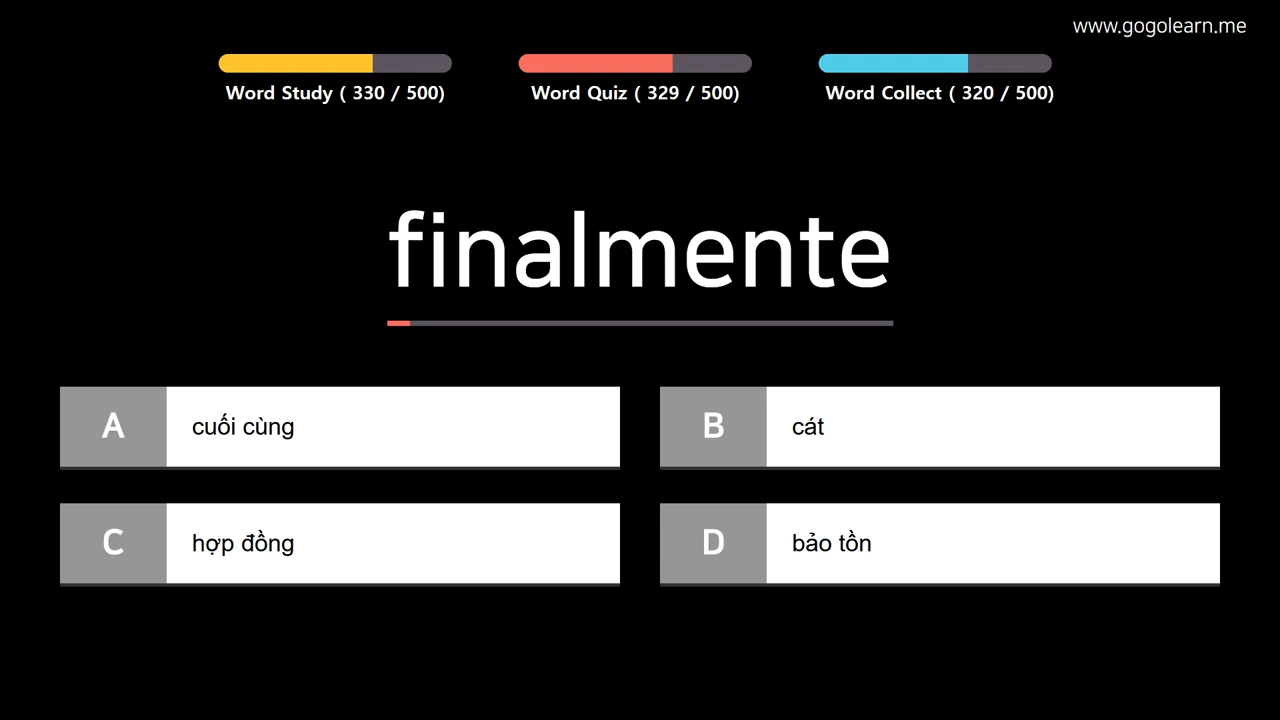 www.gogolearn.me
Word Study ( 330 / 500)
Word Quiz ( 329 / 500)
Word Collect ( 320 / 500)
finalmente
A cuối cùng
B cát
C hợp đồng
D bảo tồn